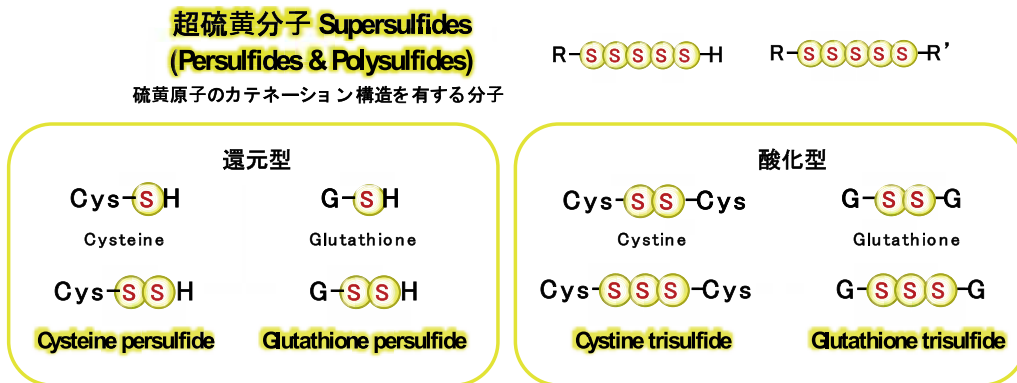 超硫黄分子 Supersulfides
(Persulfides & Polysulfides)
硫黄原子のカテネーション構造を有する分子
R-SSSSS-H
R-SSSSS-R’
還元型
Cys-SH
G-SH
Cysteine
Glutathione
Cys-SSH
G-SSH
Cysteine persulfide
Glutathione persulfide
酸化型
Cys-SS-Cys
G-SS-G
Cystine
Glutathione
Cys-SSS-Cys
G-SSS-G
Cystine trisulfide
Glutathione trisulfide